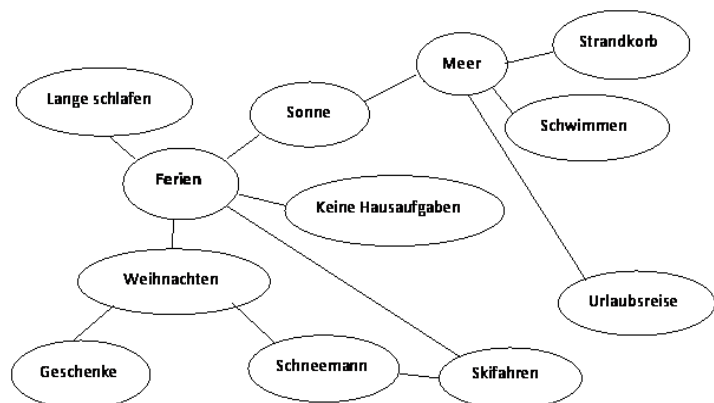 Strandkorb
Meer
Lange schlafen
Sonne
Schwimmen
Ferien
Keine Hausaufgaben
Weihnachten
Urlaubsreise
Geschenke
Schneemann
Skifahren